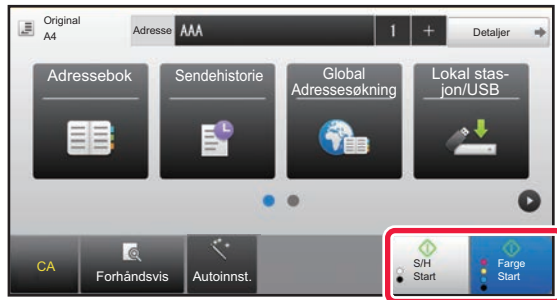 Original
A4
Adresse AAA 1 + Detaljer
Adressebok
Sendehistorie
Global
Adressesøkning
Lokal stas-
jon/USB
CA
Forhåndsvis
Autoinnst.
S/H
Start
Farge
Start